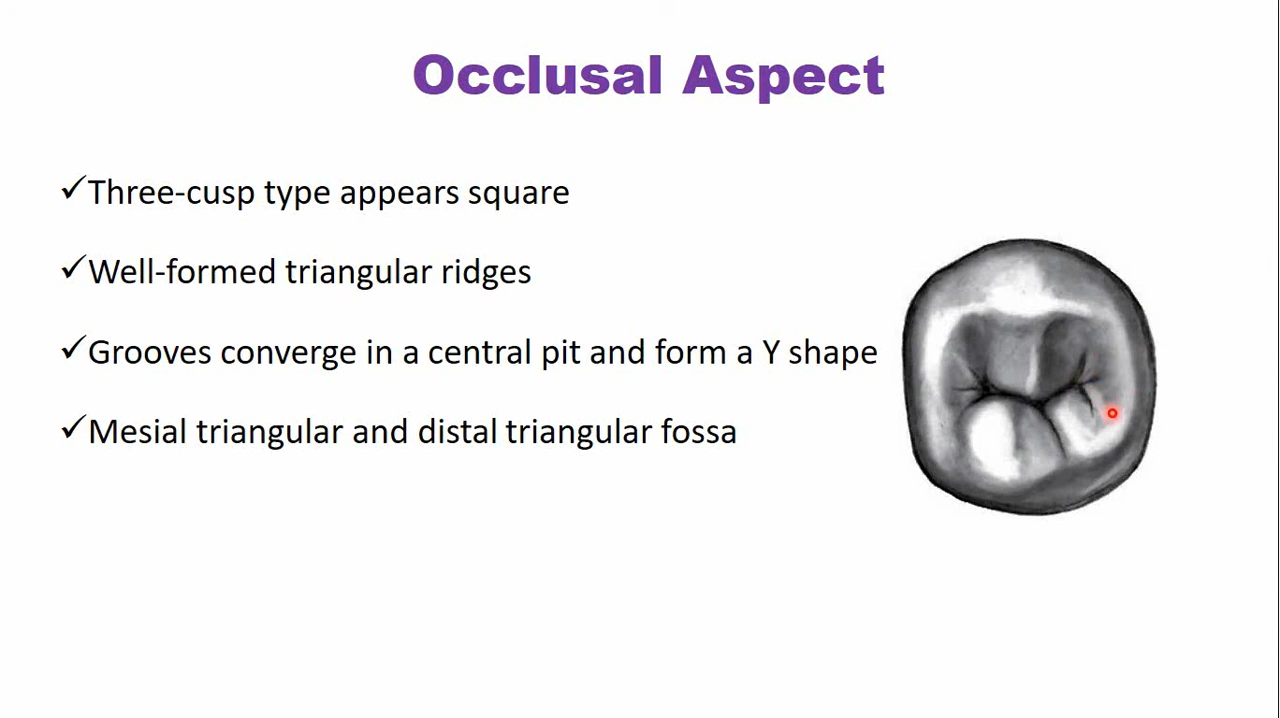 Occlusal Aspect
✓Three-cusp type appears square
✓Well-formed triangular ridges
✓Grooves converge in a central pit and form a Y shape
✓Mesial triangular and distal triangular fossa